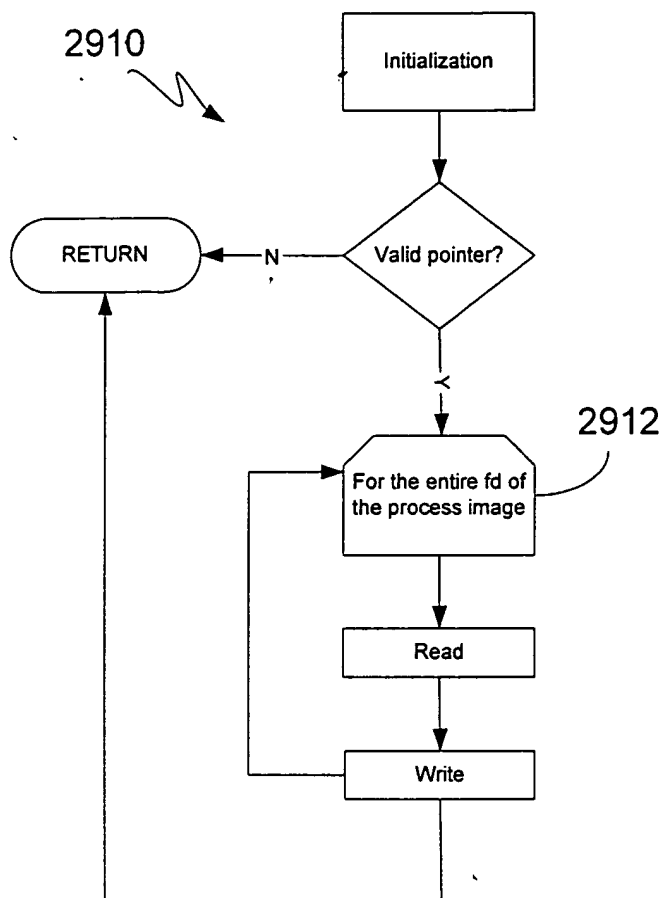 2910
Initialization
RETURN
N
Valid pointer?
Y
2912
For the entire fd of
the process image
Read
Write